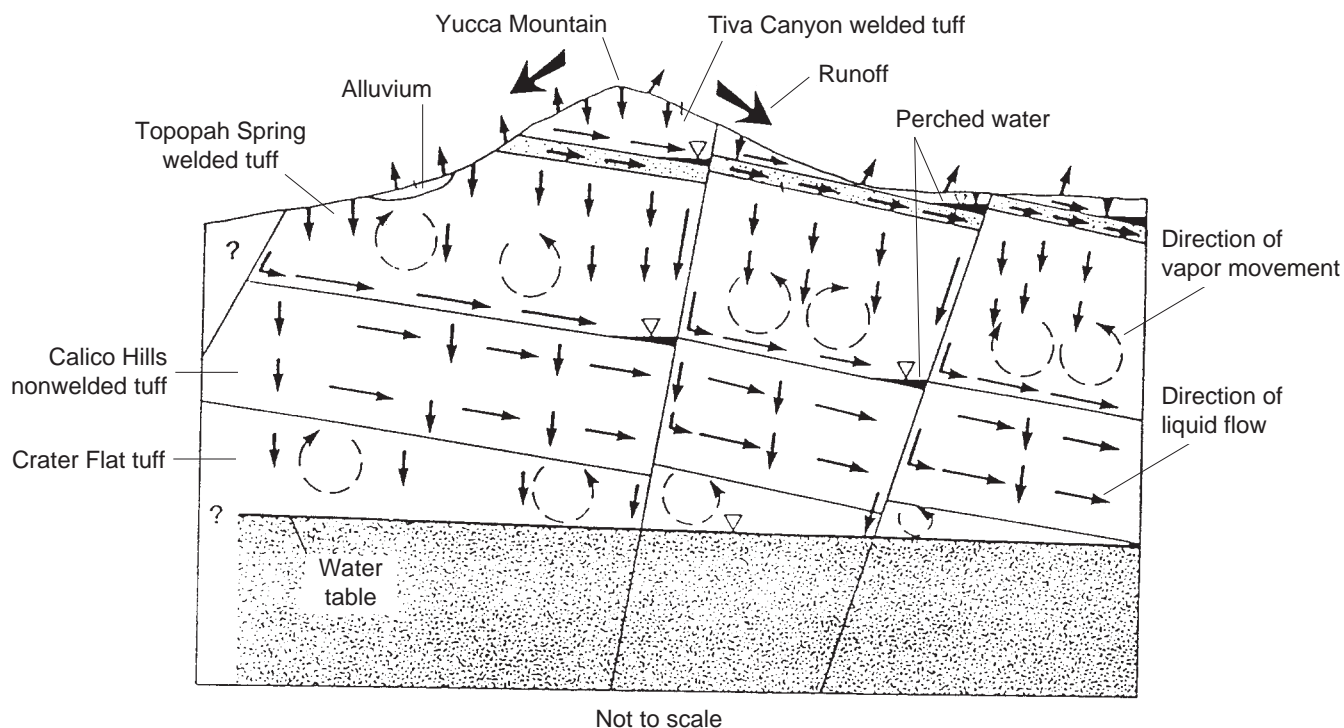 Yucca Mountain
Tiva Canyon welded tuff
Runoff
Alluvium
Perched water
Topopah Spring
welded tuff
?
Direction of
vapor movement
Calico Hills
nonwelded tuff
Direction of
liquid flow
Crater Flat tuff
?
Water
table
Not to scale